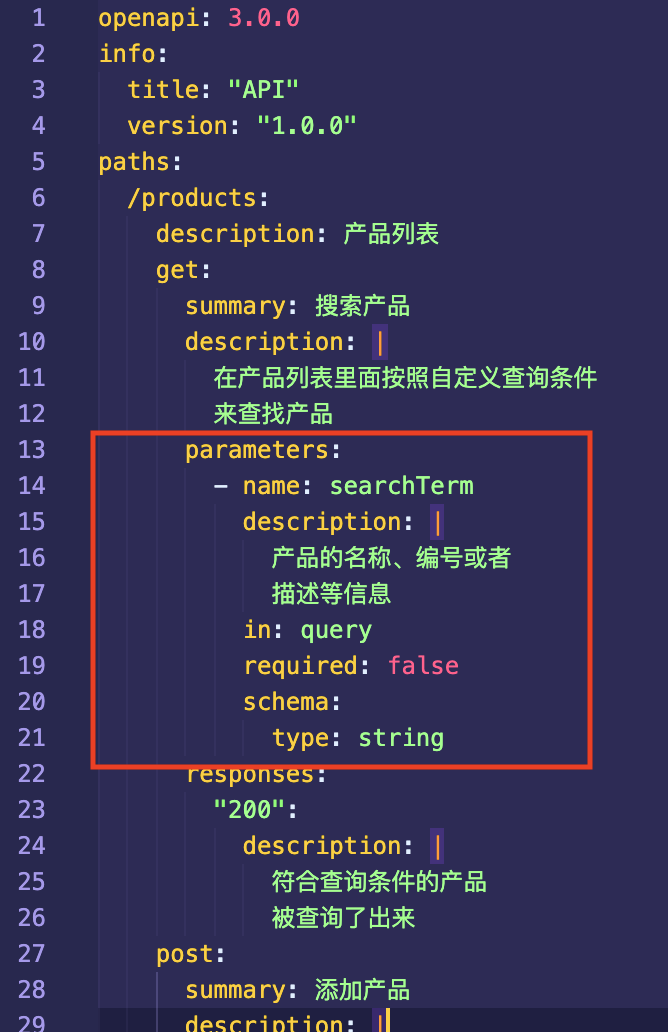 1 openapi: 3.0.0
2 info:
3   title: "API"
4   version: "1.0.0"
5 paths:
6   /products:
7     description: 产品列表
8     get:
9       summary: 搜索产品
10       description: |
11         在产品列表里面按照自定义查询条件
12         来查找产品
13       parameters:
14         - name: searchTerm
15           description: |
16             产品的名称、编号或者
17             描述等信息
18           in: query
19           required: false
20           schema:
21             type: string
22       responses:
23         "200":
24           description: |
25             符合查询条件的产品
26             被查询了出来
27     post:
28       summary: 添加产品
29       description: |